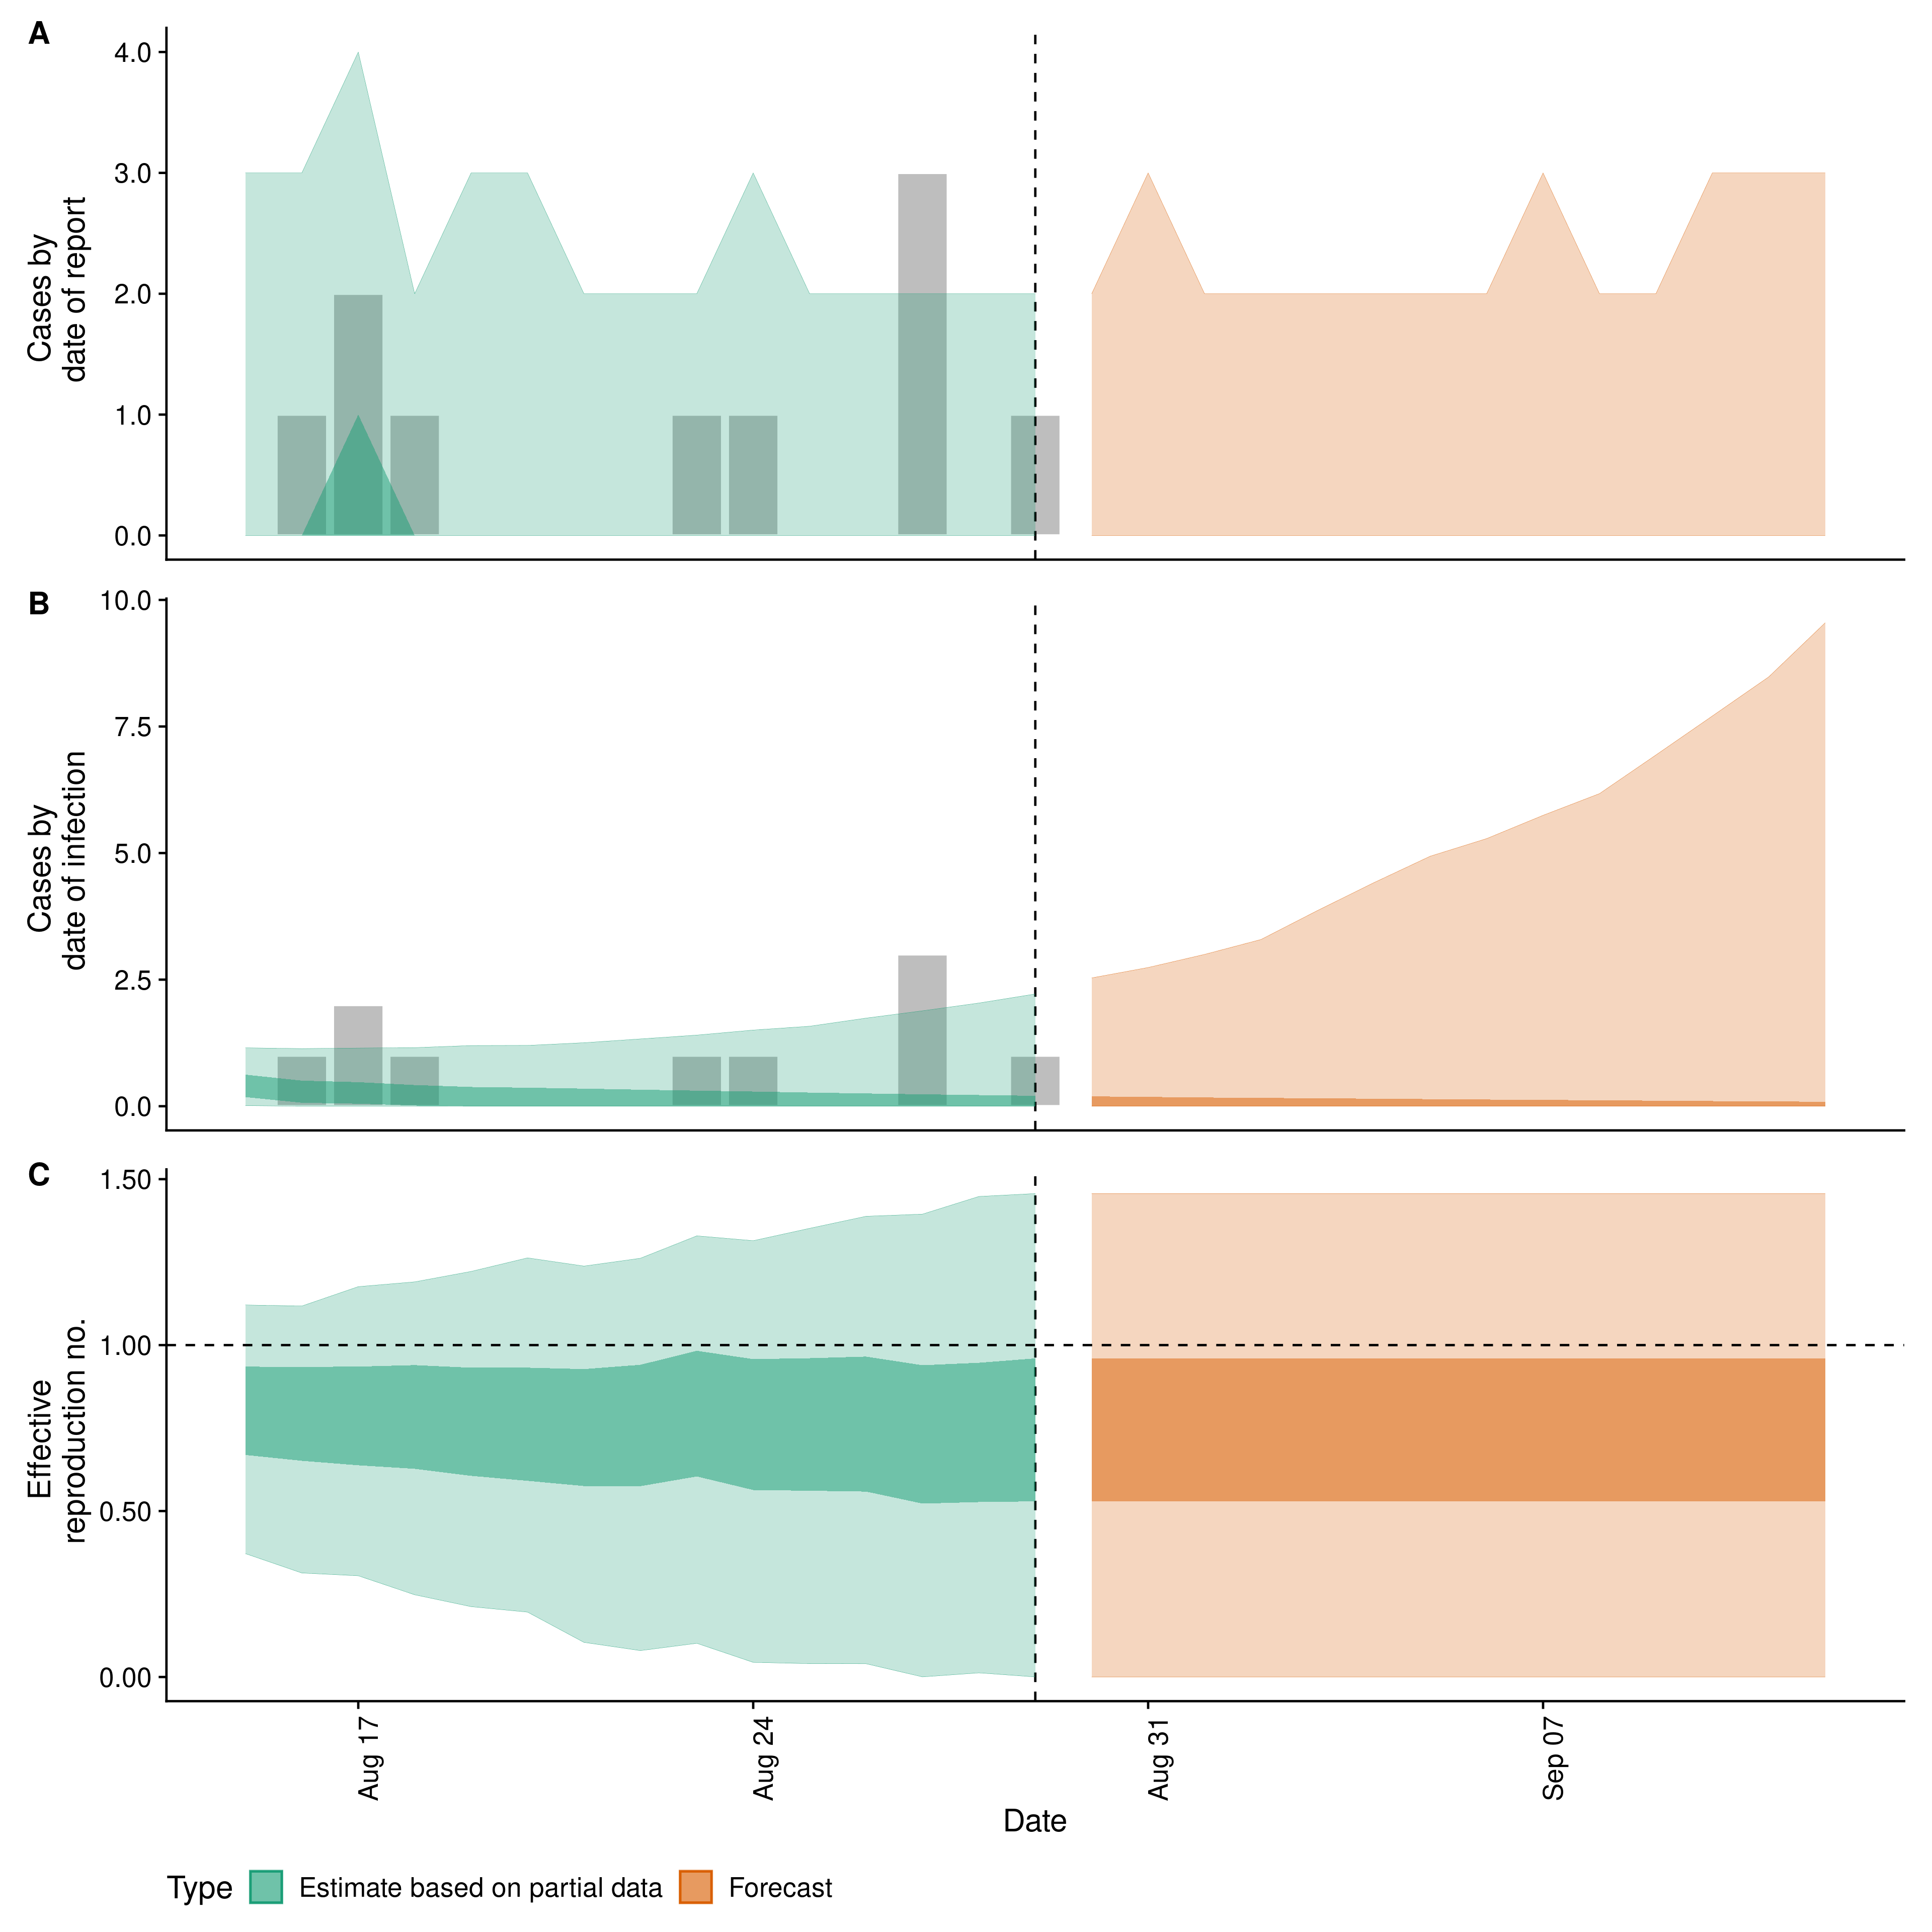 A
4.0
3.0
2.0
1.0
0.0
Cases by
date of report
B
10.0
7.5
5.0
2.5
0.0
Cases by
date of infection
C
1.50
1.00
0.50
0.00
Effective
reproduction no.
Aug 17
Aug 24
Aug 31
Sep 07
Date
Type
Estimate based on partial data
Forecast